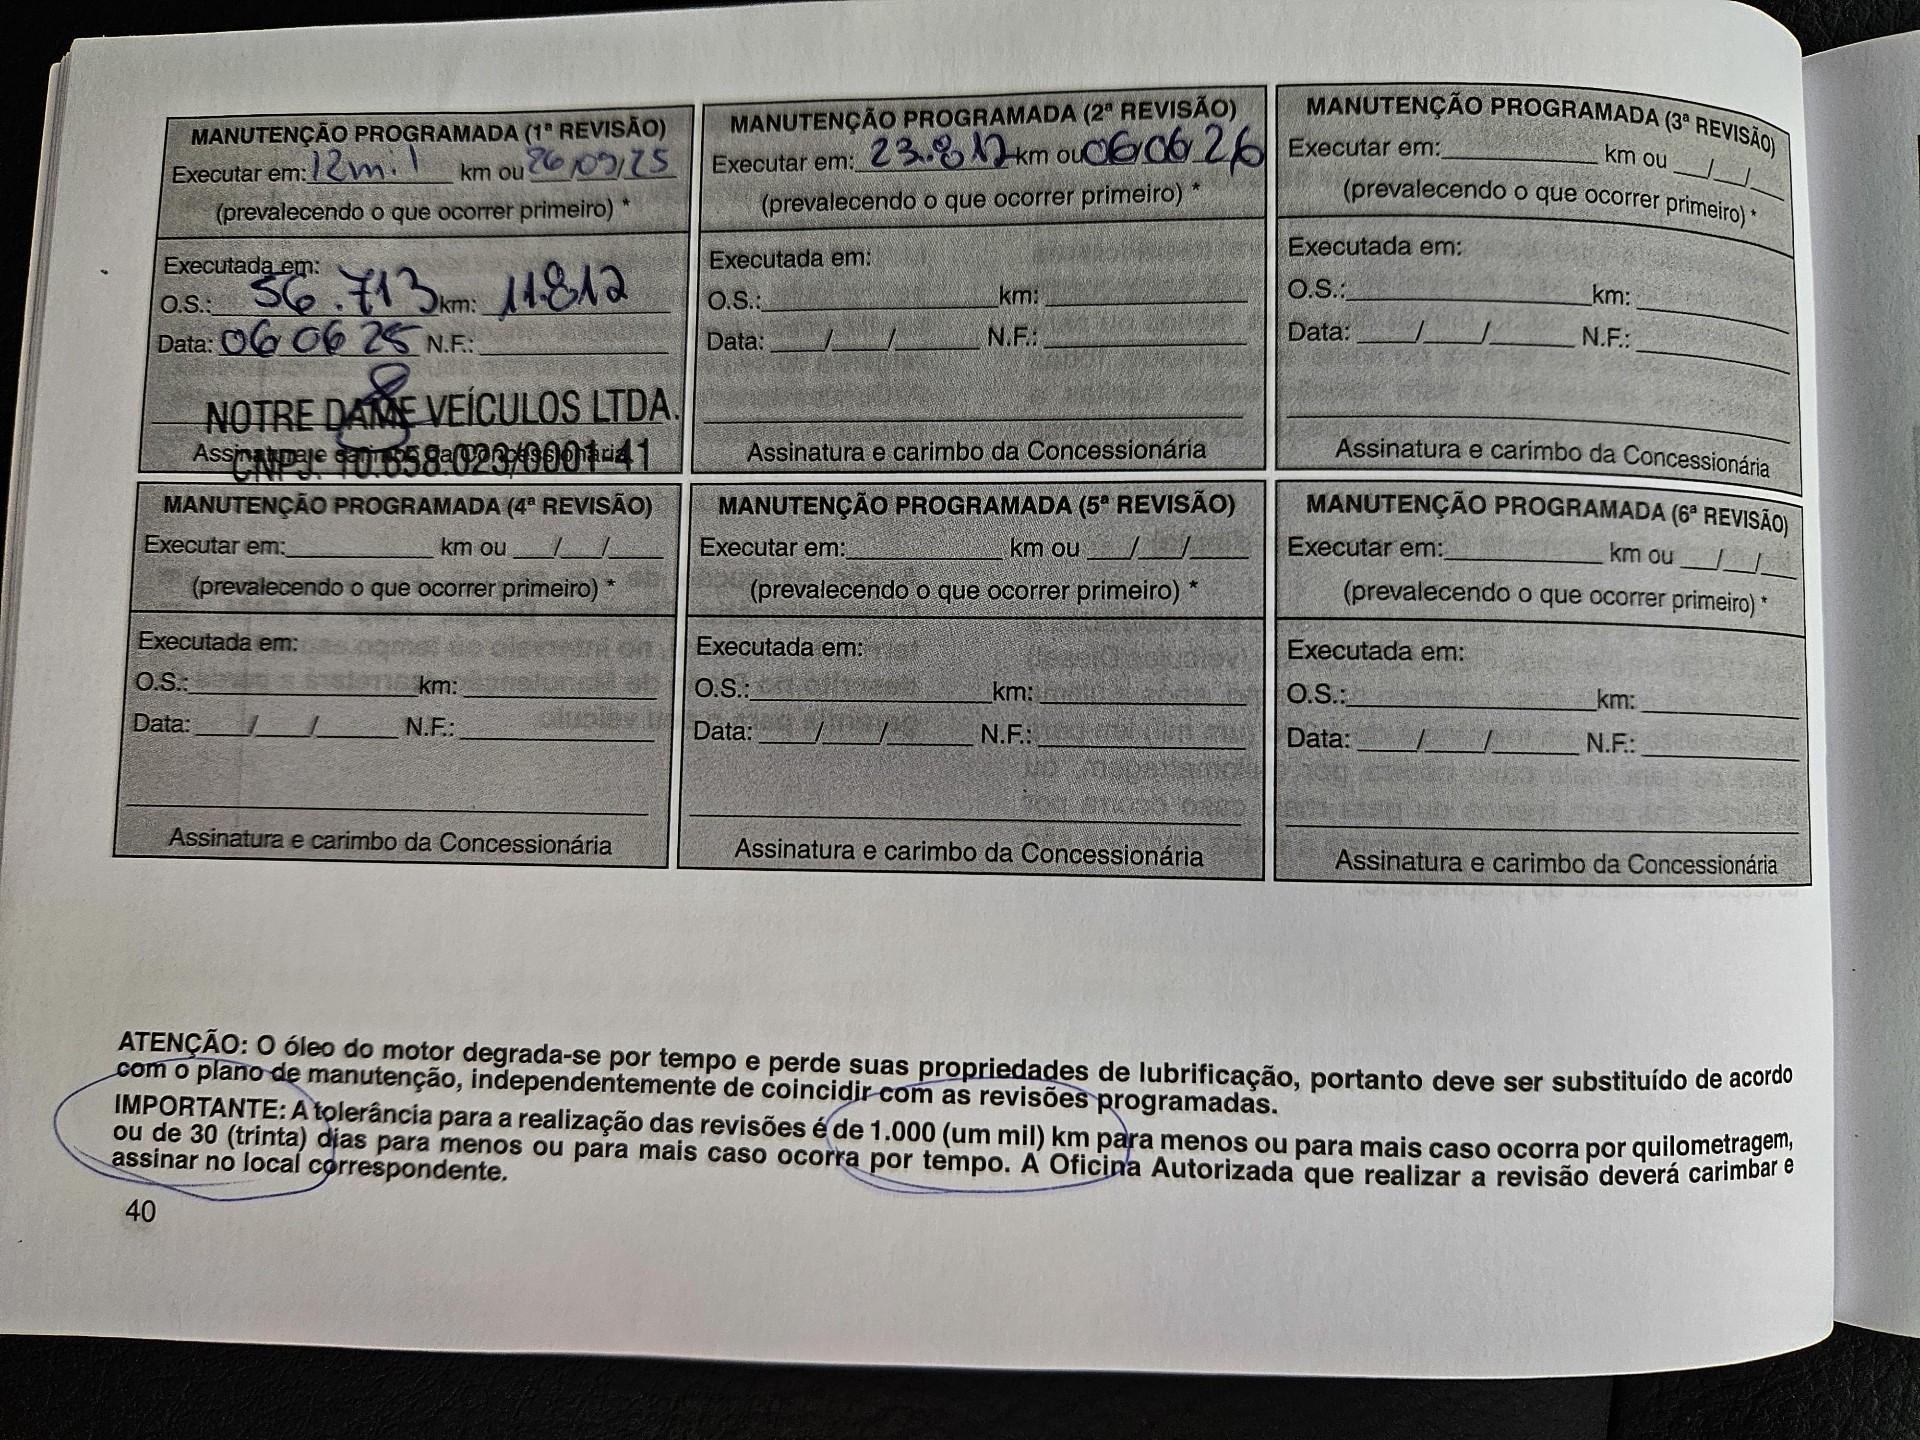 MANUTENÇÃO PROGRAMADA (1ª REVISÃO)
Executar em: 12mil km ou 26/09/25
(prevalecendo o que ocorrer primeiro) *
Executada em:
O.S.: 56.713 km: 11.812
Data: 06 06 25 N.F.:
NOTRE DAME VEÍCULOS LTDA.
Assinatura e carimbo da Concessionária
CNPJ: 10.658.023/0001-41
MANUTENÇÃO PROGRAMADA (2ª REVISÃO)
Executar em: 23.812 km ou 06/06/26
(prevalecendo o que ocorrer primeiro) *
Executada em:
O.S.: km:
Data: / / N.F.:
Assinatura e carimbo da Concessionária
MANUTENÇÃO PROGRAMADA (3ª REVISÃO)
Executar em: km ou / /
(prevalecendo o que ocorrer primeiro) *
Executada em:
O.S.: km:
Data: / / N.F.:
Assinatura e carimbo da Concessionária
MANUTENÇÃO PROGRAMADA (4ª REVISÃO)
Executar em: km ou / /
(prevalecendo o que ocorrer primeiro) *
Executada em:
O.S.: km:
Data: / / N.F.:
Assinatura e carimbo da Concessionária
MANUTENÇÃO PROGRAMADA (5ª REVISÃO)
Executar em: km ou / /
(prevalecendo o que ocorrer primeiro) *
Executada em:
O.S.: km:
Data: / / N.F.:
Assinatura e carimbo da Concessionária
MANUTENÇÃO PROGRAMADA (6ª REVISÃO)
Executar em: km ou / /
(prevalecendo o que ocorrer primeiro) *
Executada em:
O.S.: km:
Data: / / N.F.:
Assinatura e carimbo da Concessionária
ATENÇÃO: O óleo do motor degrada-se por tempo e perde suas propriedades de lubrificação, portanto deve ser substituído de acordo
com o plano de manutenção, independentemente de coincidir com as revisões programadas.
IMPORTANTE: A tolerância para a realização das revisões é de 1.000 (um mil) km para menos ou para mais caso ocorra por quilometragem,
ou de 30 (trinta) dias para menos ou para mais caso ocorra por tempo. A Oficina Autorizada que realizar a revisão deverá carimbar e
assinar no local correspondente.
40